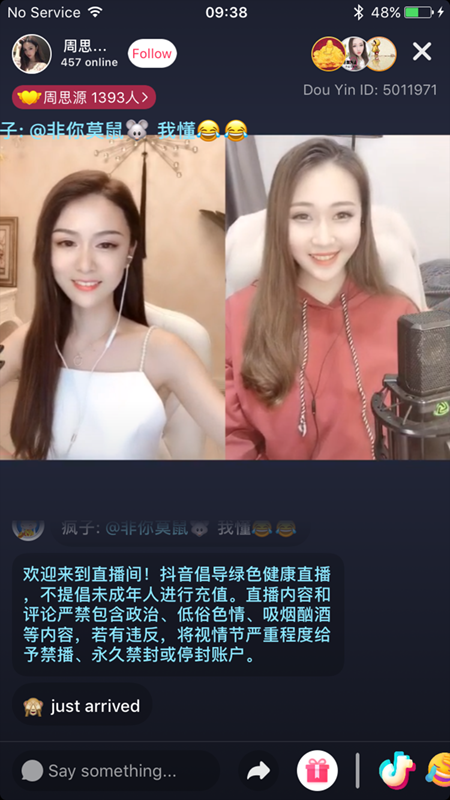 No Service
09:38
48%
周思...
457 online
Follow
周思源 1393人>
Dou Yin ID: 5011971
子: @非你莫鼠🐭 我懂😂😂
疯子: @非你莫鼠🐭 我懂😂😂
欢迎来到直播间！抖音倡导绿色健康直播
，不提倡未成年人进行充值。直播内容和
评论严禁包含政治、低俗色情、吸烟酗酒
等内容，若有违反，将视情节严重程度给
予禁播、永久禁封或停封账户。
🙈 just arrived
Say something...